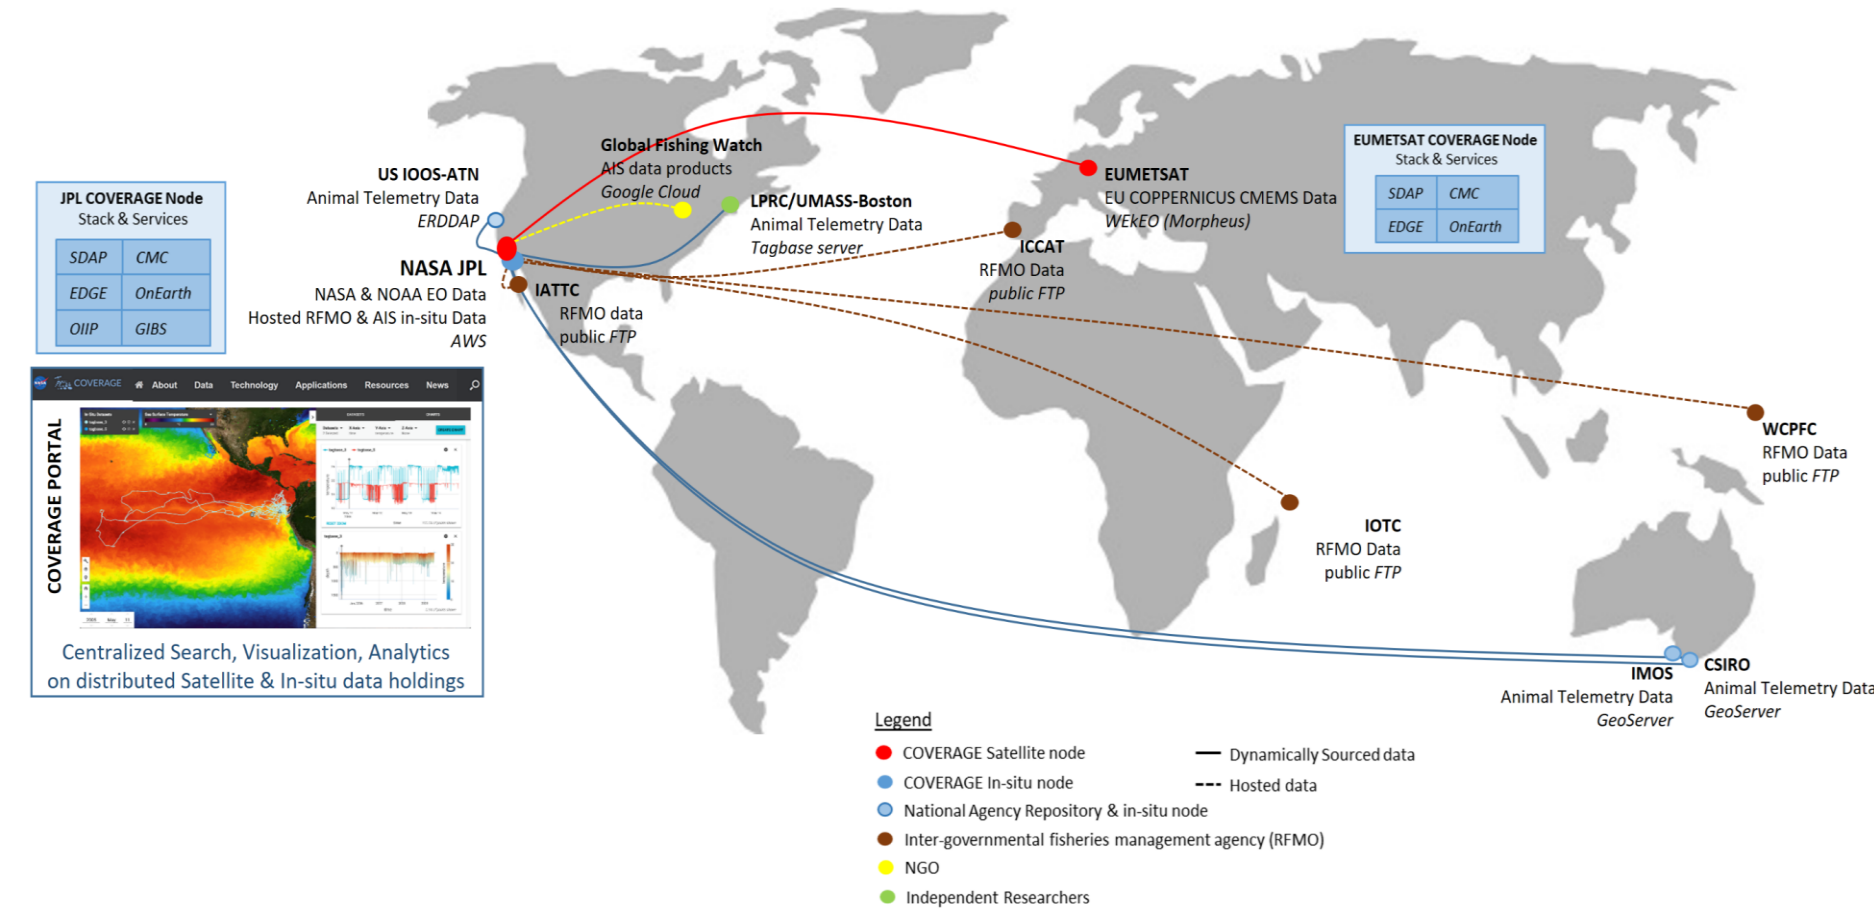 JPL COVERAGE Node
Stack & Services
SDAP CMC
EDGE OnEarth
OIIP GIBS
US IOOS-ATN
Animal Telemetry Data
ERDDAP
Global Fishing Watch
AIS data products
Google Cloud
LPRC/UMASS-Boston
Animal Telemetry Data
Tagbase server
NASA JPL
NASA & NOAA EO Data
Hosted RFMO & AIS in-situ Data
AWS
IATTC
RFMO data
public FTP
EUMETSAT
EU COPPERNICUS CMEMS Data
WEkEO (Morpheus)
ICCAT
RFMO Data
public FTP
EUMETSAT COVERAGE Node
Stack & Services
SDAP CMC
EDGE OnEarth
WCPFC
RFMO Data
public FTP
IOTC
RFMO Data
public FTP
IMOS
Animal Telemetry Data
GeoServer
CSIRO
Animal Telemetry Data
GeoServer
COVERAGE About Data Technology Applications Resources News
COVERAGE PORTAL
Centralized Search, Visualization, Analytics
on distributed Satellite & In-situ data holdings
Legend
COVERAGE Satellite node
COVERAGE In-situ node
National Agency Repository & in-situ node
Inter-governmental fisheries management agency (RFMO)
NGO
Independent Researchers
Dynamically Sourced data
Hosted data